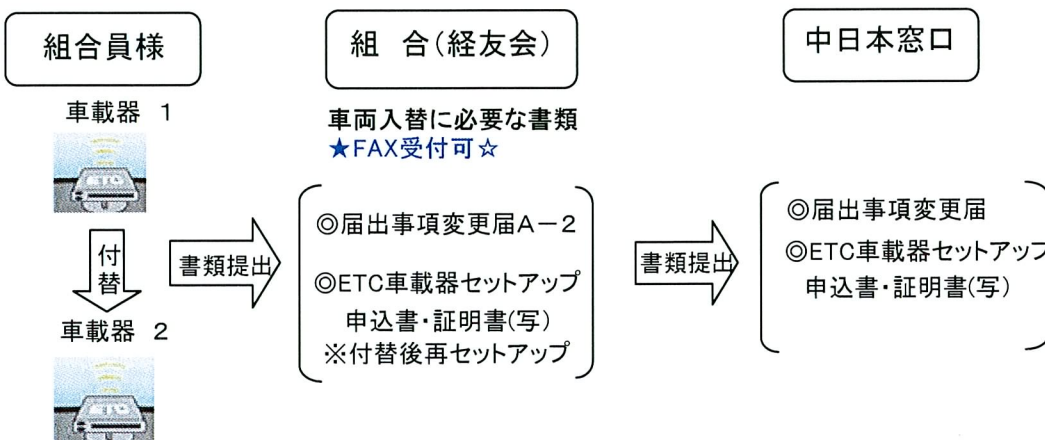 組合員様
組 合(経友会)
中日本窓口
車載器 1
ETC
付替
車載器 2
ETC
書類提出
車両入替に必要な書類
★FAX受付可☆
◎届出事項変更届A-2
◎ETC車載器セットアップ
申込書・証明書(写)
※付替後再セットアップ
書類提出
◎届出事項変更届
◎ETC車載器セットアップ
申込書・証明書(写)